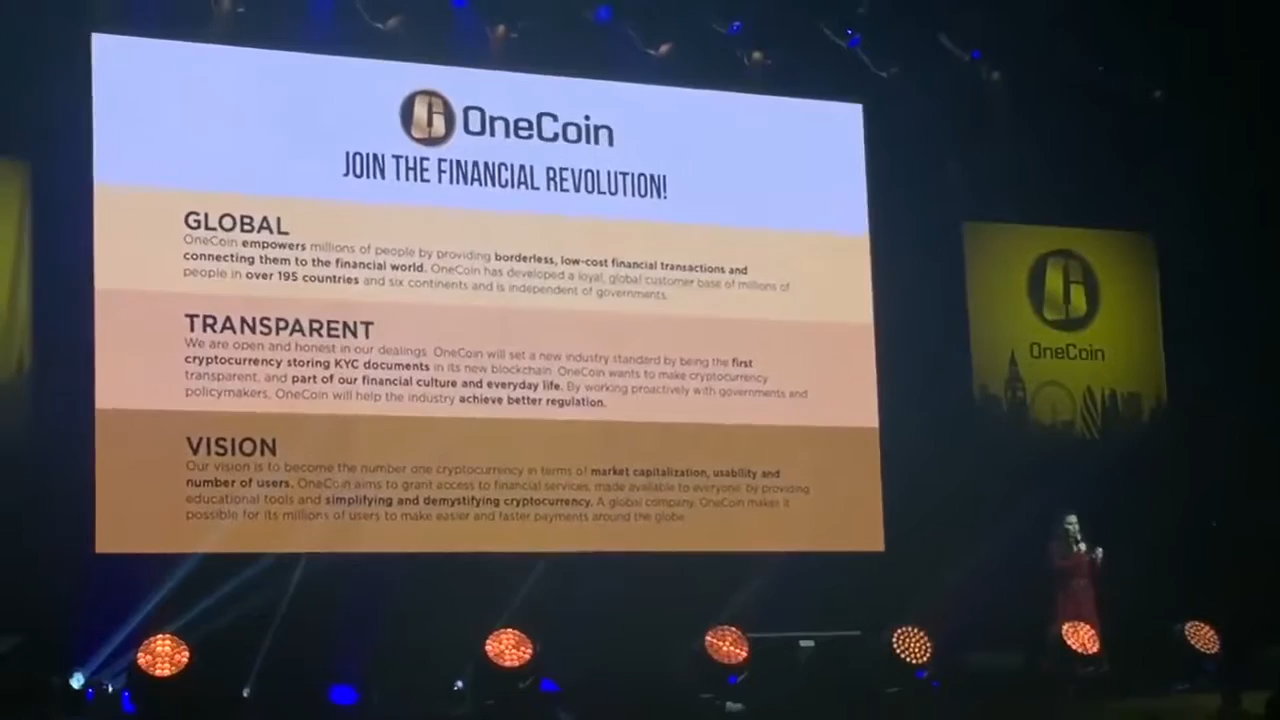 OneCoin
JOIN THE FINANCIAL REVOLUTION!
GLOBAL
OneCoin empowers millions of people by providing borderless, low-cost financial transactions and
connecting them to the financial world. OneCoin has developed a loyal, global customer base of millions of
people in over 195 countries and six continents and is independent of governments.
TRANSPARENT
We are open and honest in our dealings. OneCoin will set a new industry standard by being the first
cryptocurrency storing KYC documents in its new blockchain. OneCoin wants to make cryptocurrency
transparent, and part of our financial culture and everyday life. By working proactively with governments and
policymakers, OneCoin will help the industry achieve better regulation.
VISION
Our vision is to become the number one cryptocurrency in terms of market capitalization, usability and
number of users. OneCoin aims to grant access to financial services, made available to everyone, by providing
educational tools and simplifying and demystifying cryptocurrency. A global company, OneCoin makes it
possible for its millions of users to make easier and faster payments around the globe.
OneCoin